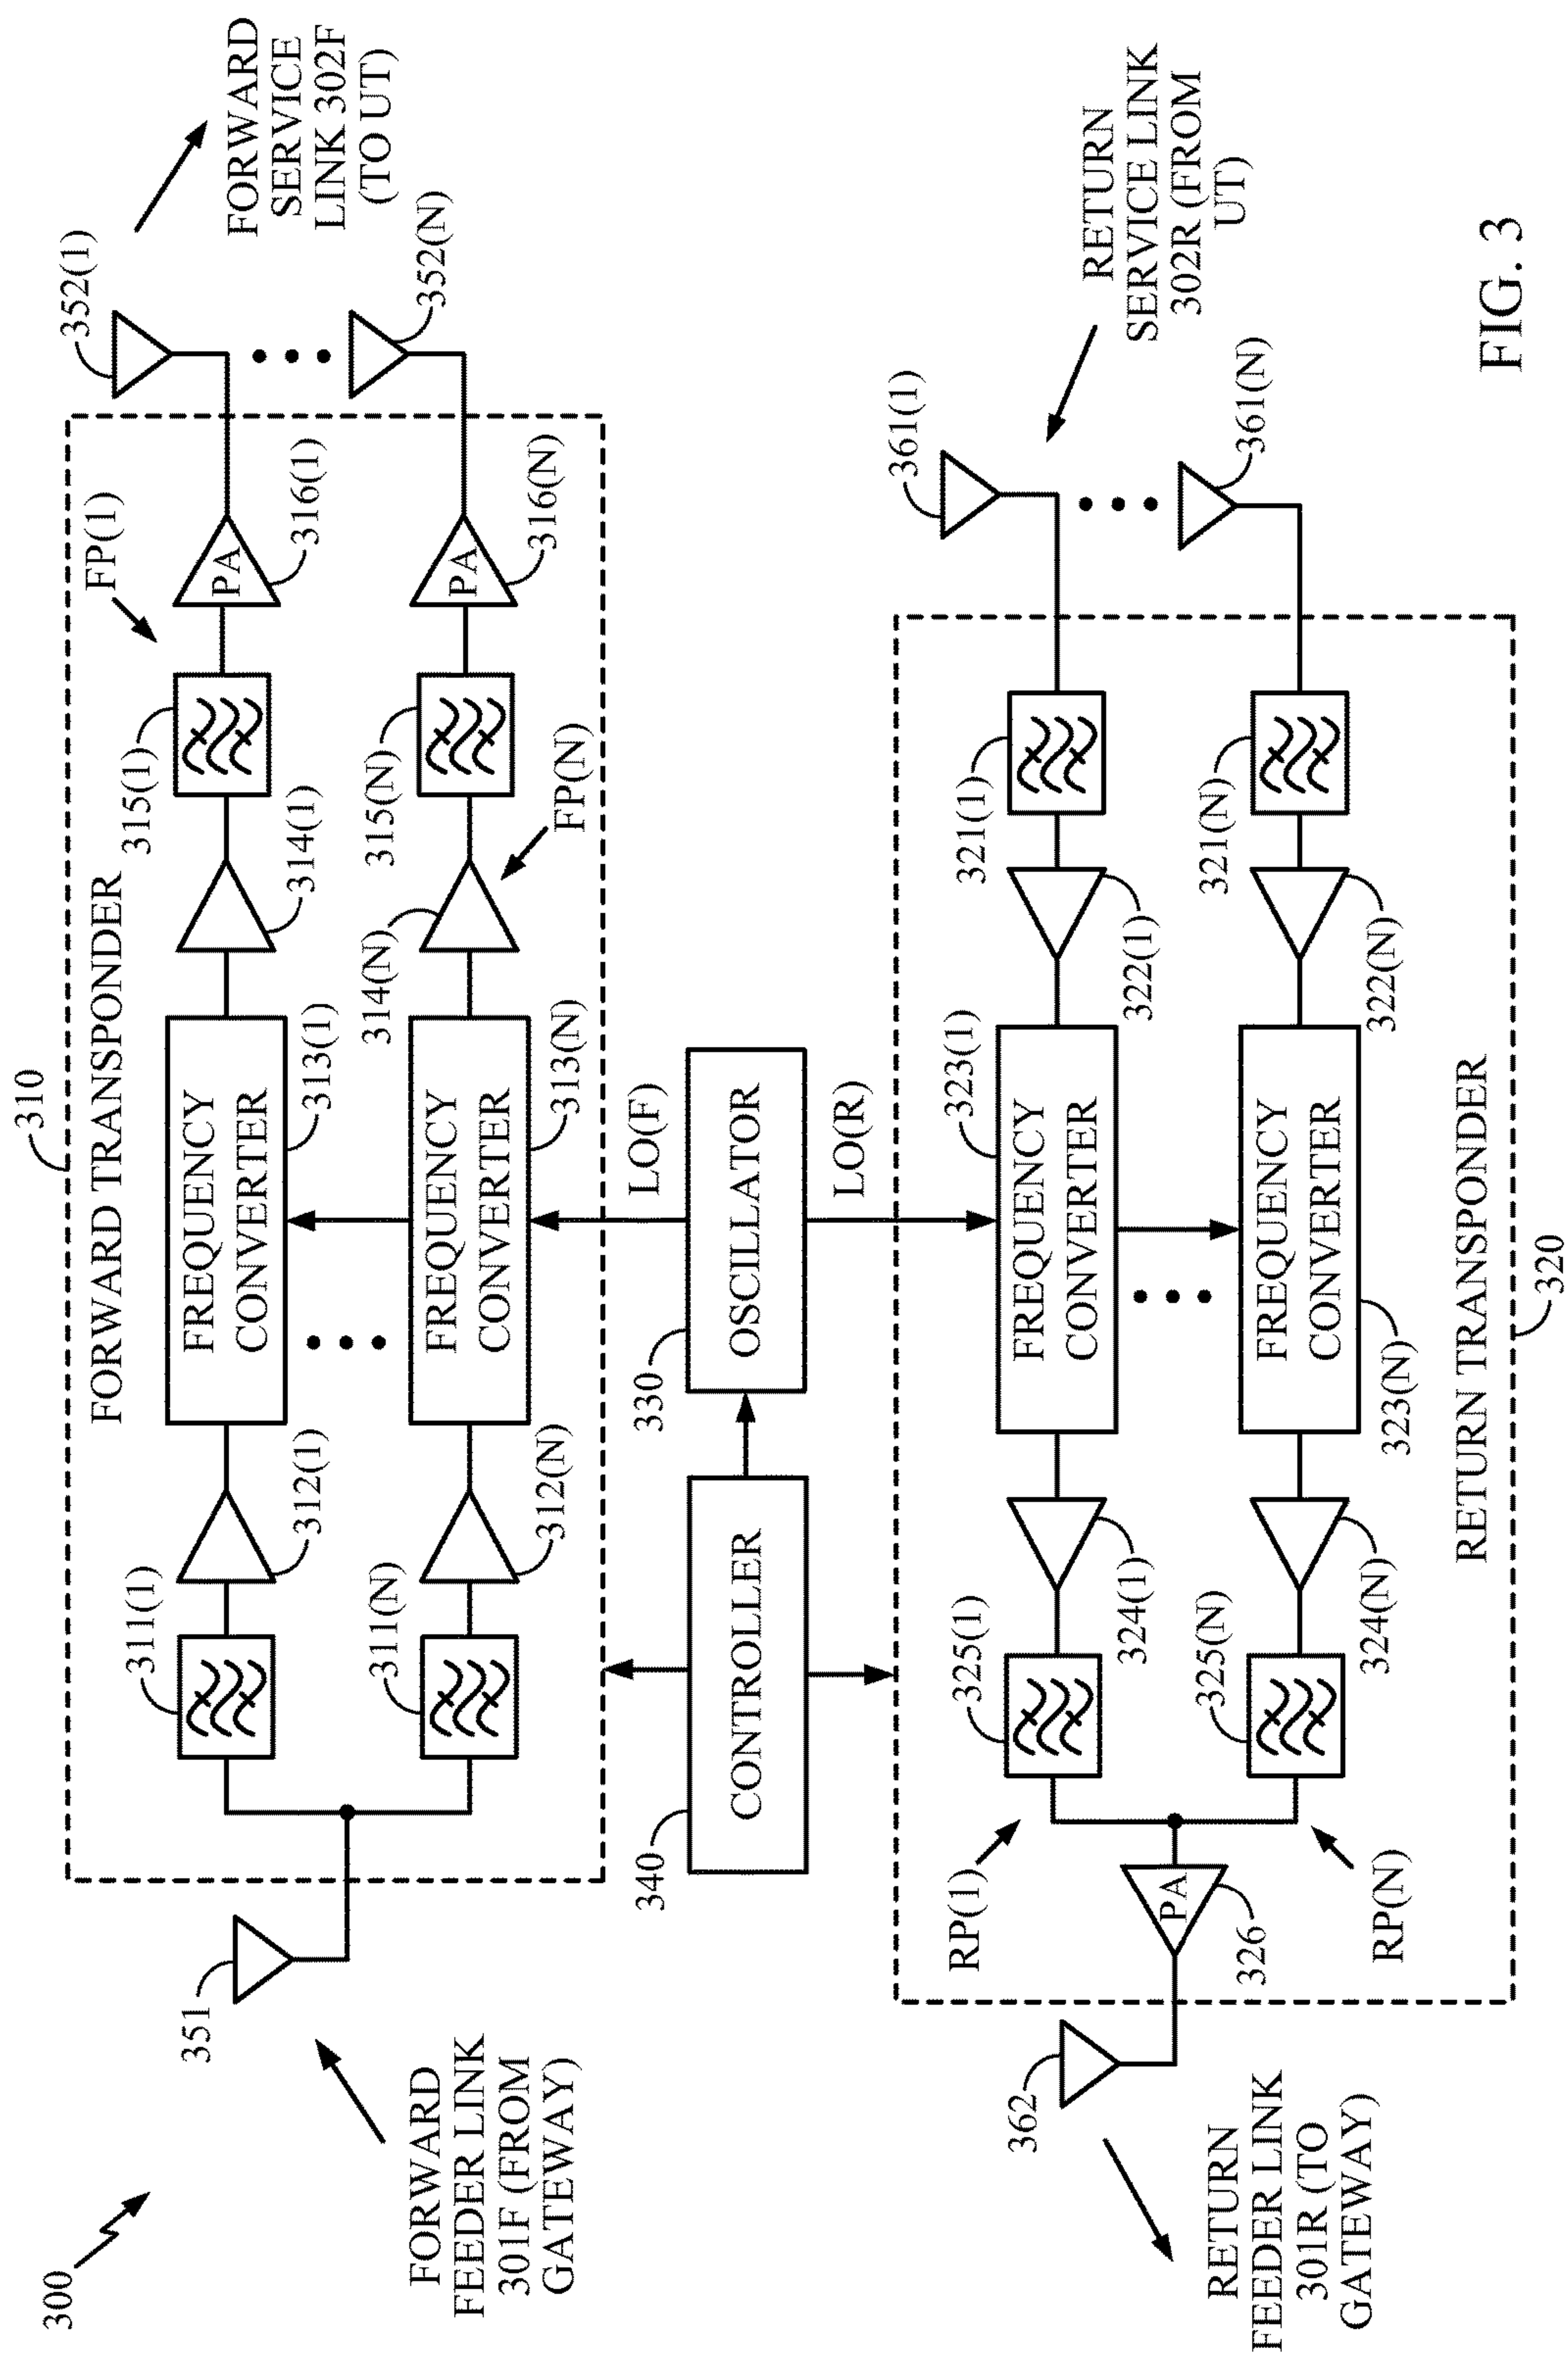 300
310
FORWARD TRANSPONDER
351
FORWARD
FEEDER LINK
301F (FROM
GATEWAY)
311(1)
312(1)
FREQUENCY
CONVERTER
313(1)
314(1)
315(1)
FP(1)
PA
316(1)
352(1)
FORWARD
SERVICE
LINK 302F
(TO UT)
311(N)
312(N)
FREQUENCY
CONVERTER
313(N)
314(N)
315(N)
FP(N)
PA
316(N)
352(N)
340
CONTROLLER
330
OSCILLATOR
LO(F)
LO(R)
362
RETURN
FEEDER LINK
301R (TO
GATEWAY)
RP(1)
PA
326
RP(N)
325(1)
324(1)
FREQUENCY
CONVERTER
323(1)
322(1)
321(1)
361(1)
RETURN
SERVICE LINK
302R (FROM
UT)
325(N)
324(N)
FREQUENCY
CONVERTER
323(N)
322(N)
321(N)
361(N)
RETURN TRANSPONDER
320
FIG. 3